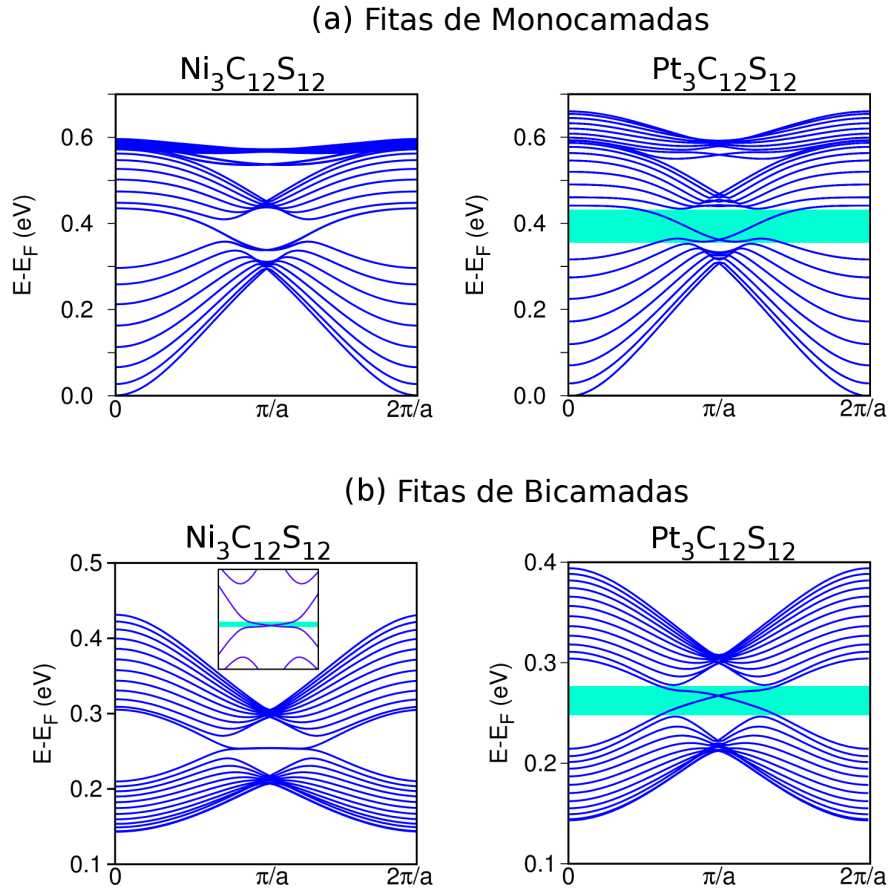 (a) Fitas de Monocamadas
Ni3C12S12
Pt3C12S12
E-EF (eV)
0.6
0.4
0.2
0.0
0
π/a
2π/a
E-EF (eV)
0.6
0.4
0.2
0.0
0
π/a
2π/a
(b) Fitas de Bicamadas
Ni3C12S12
Pt3C12S12
E-EF (eV)
0.5
0.4
0.3
0.2
0.1
0
π/a
2π/a
E-EF (eV)
0.4
0.3
0.2
0.1
0
π/a
2π/a